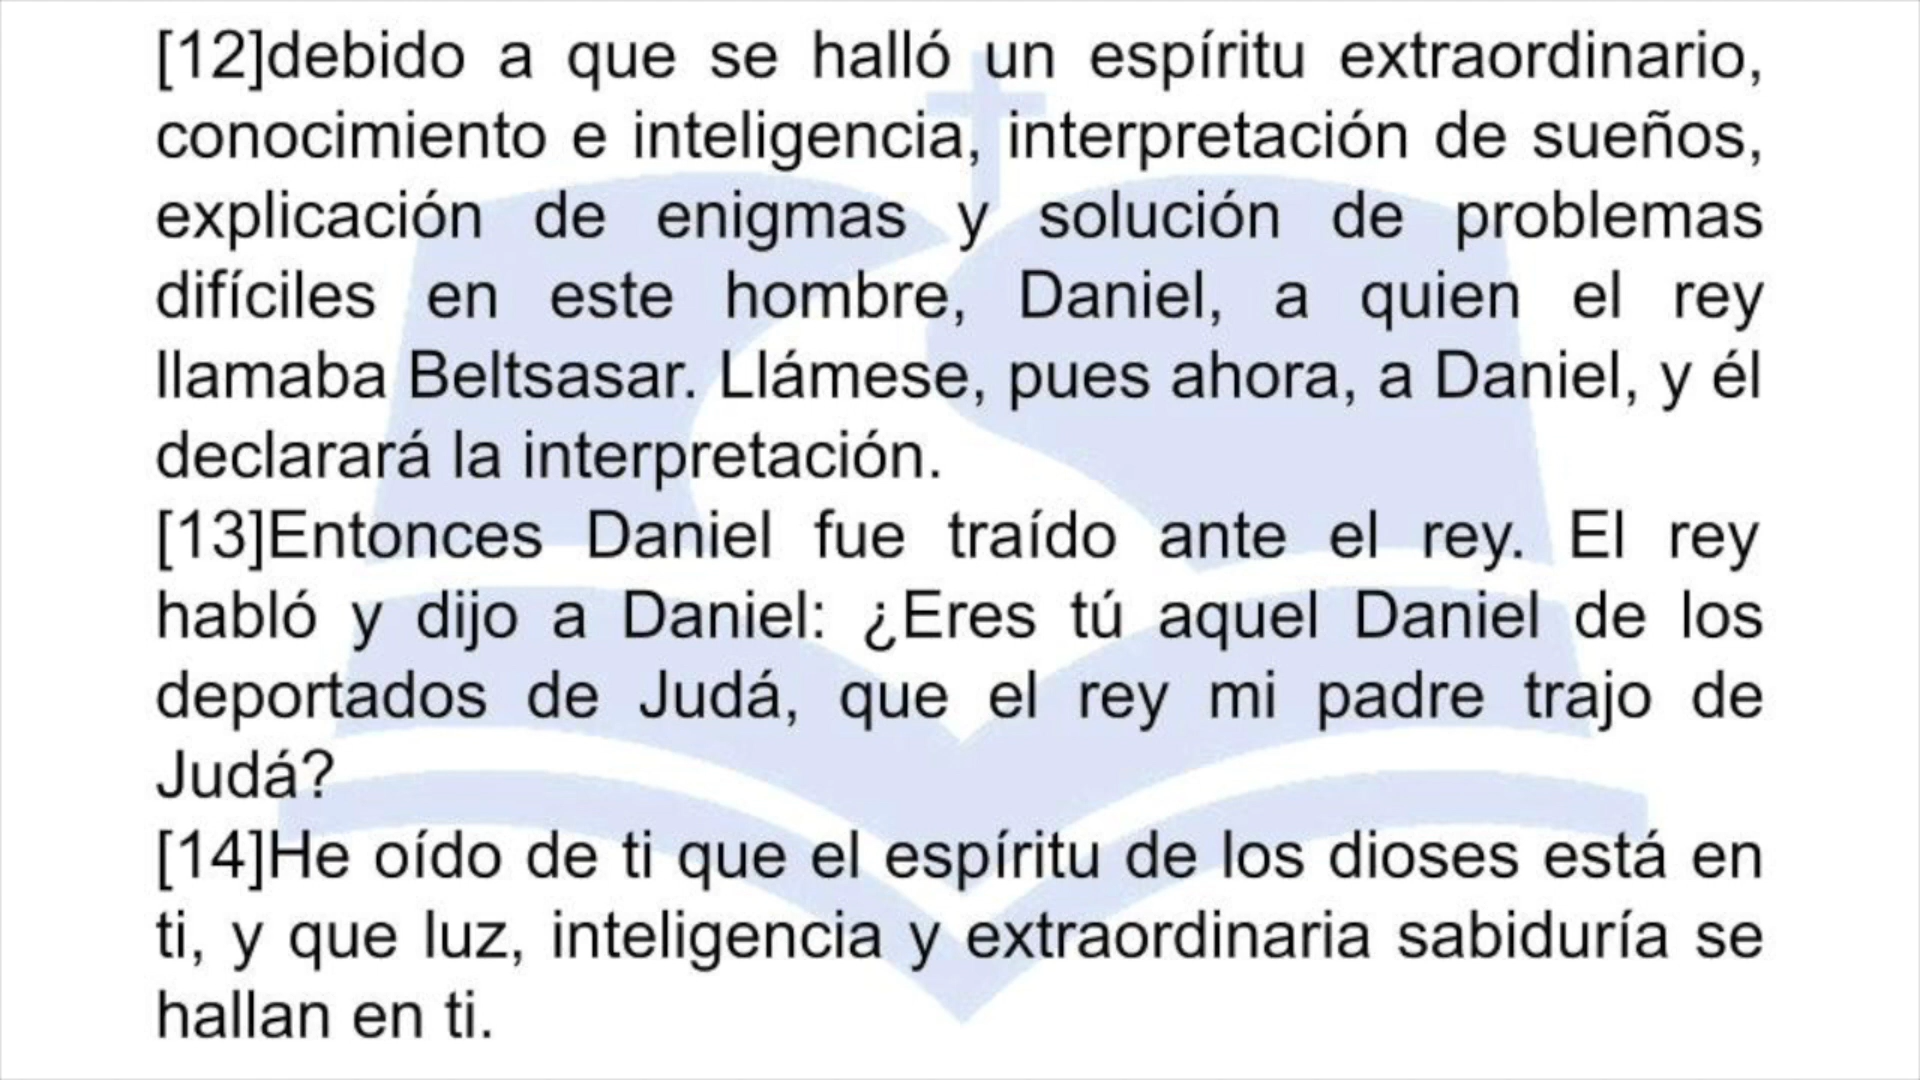 [12]debido a que se halló un espíritu extraordinario,
conocimiento e inteligencia, interpretación de sueños,
explicación de enigmas y solución de problemas
difíciles en este hombre, Daniel, a quien el rey
llamaba Beltsasar. Llámese, pues ahora, a Daniel, y él
declarará la interpretación.
[13]Entonces Daniel fue traído ante el rey. El rey
habló y dijo a Daniel: ¿Eres tú aquel Daniel de los
deportados de Judá, que el rey mi padre trajo de
Judá?
[14]He oído de ti que el espíritu de los dioses está en
ti, y que luz, inteligencia y extraordinaria sabiduría se
hallan en ti.